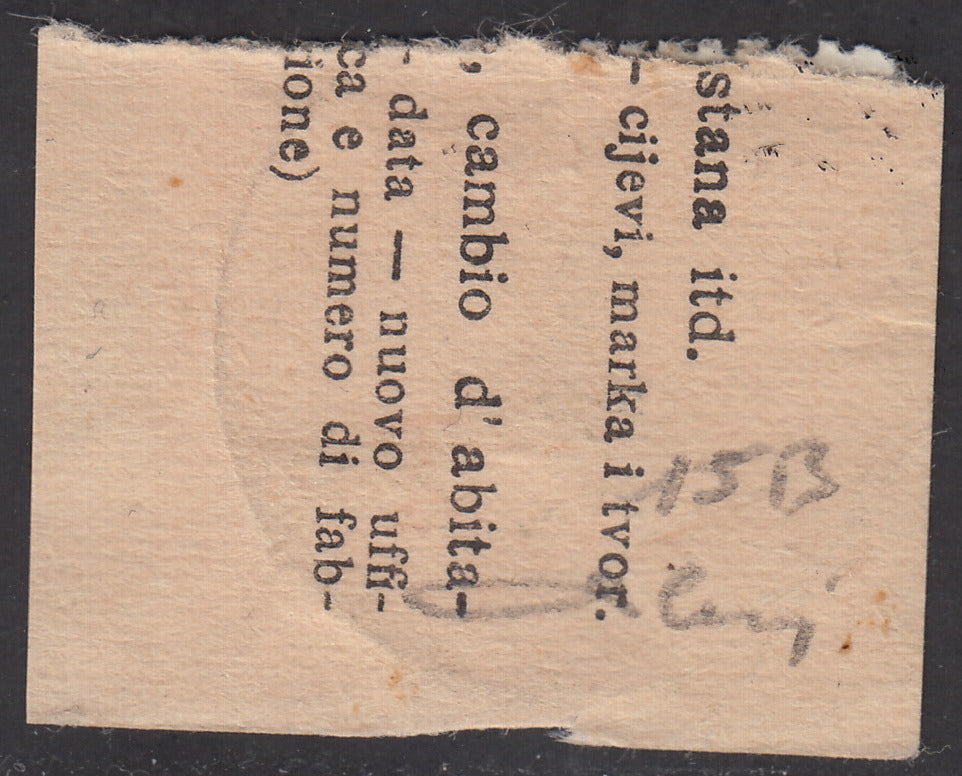 stana itd.
– cijevi, marka i tvor.
, cambio d'abita-
- data — nuovo uffi-
ca e numero di fab-
ione)
15B